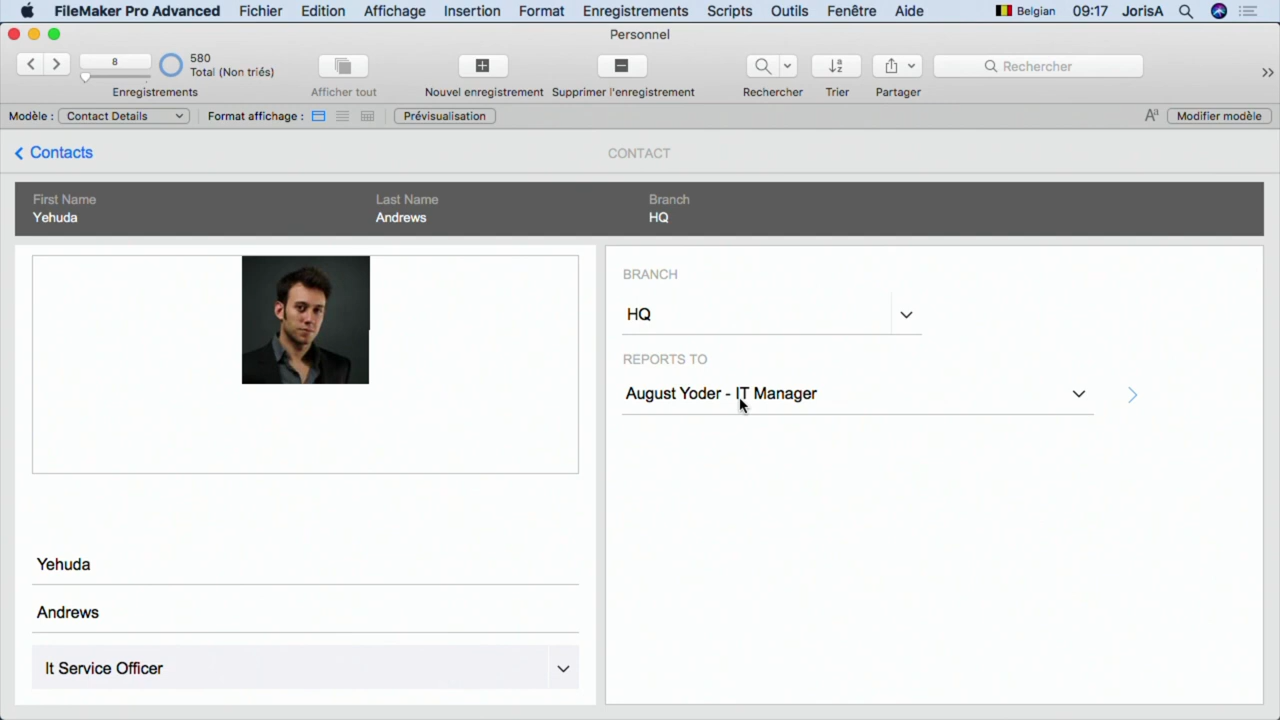 FileMaker Pro Advanced Fichier Edition Affichage Insertion Format Enregistrements Scripts Outils Fenêtre Aide Belgian 09:17 JorisA
Personnel
8
580
Total (Non triés)
Rechercher
Enregistrements Afficher tout Nouvel enregistrement Supprimer l'enregistrement Rechercher Trier Partager
Modèle : Contact Details Format affichage : Prévisualisation Aa Modifier modèle
Contacts CONTACT
First Name Last Name Branch
Yehuda Andrews HQ
BRANCH
HQ
REPORTS TO
August Yoder - IT Manager
Yehuda
Andrews
It Service Officer